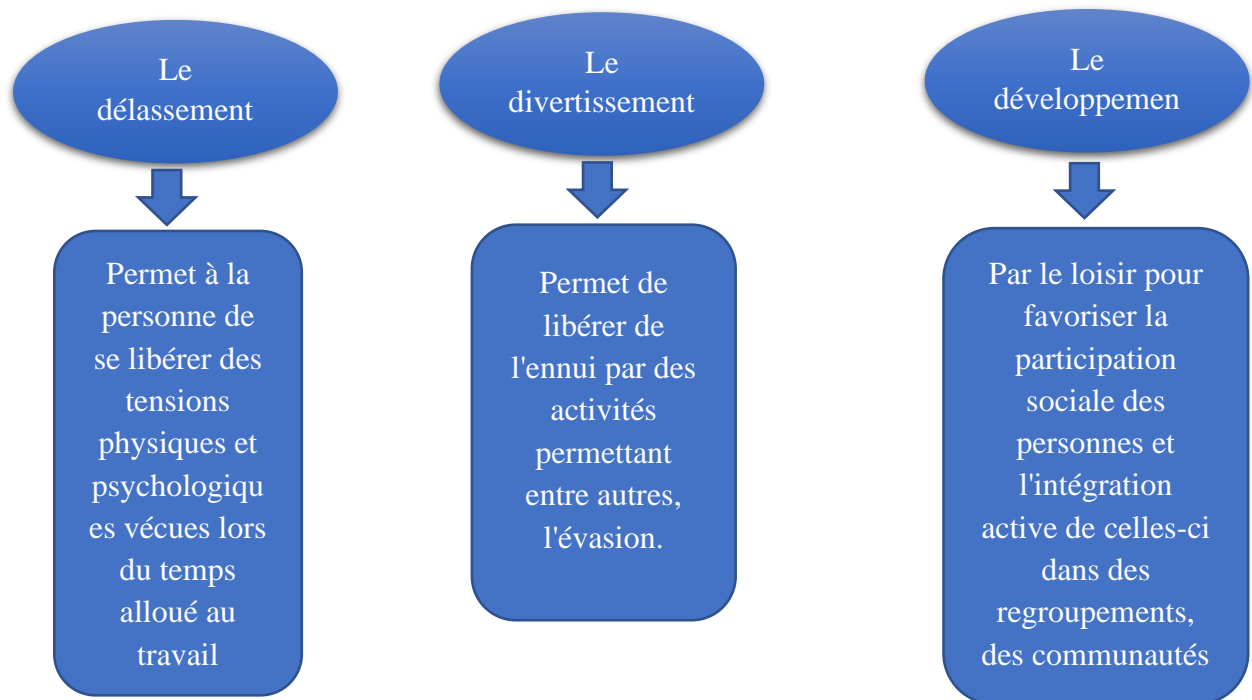 Le
délassement
Permet à la
personne de
se libérer des
tensions
physiques et
psychologiqu
es vécues lors
du temps
alloué au
travail
Le
divertissement
Permet de
libérer de
l'ennui par des
activités
permettant
entre autres,
l'évasion.
Le
développemen
Par le loisir pour
favoriser la
participation
sociale des
personnes et
l'intégration
active de celles-ci
dans des
regroupements,
des communautés